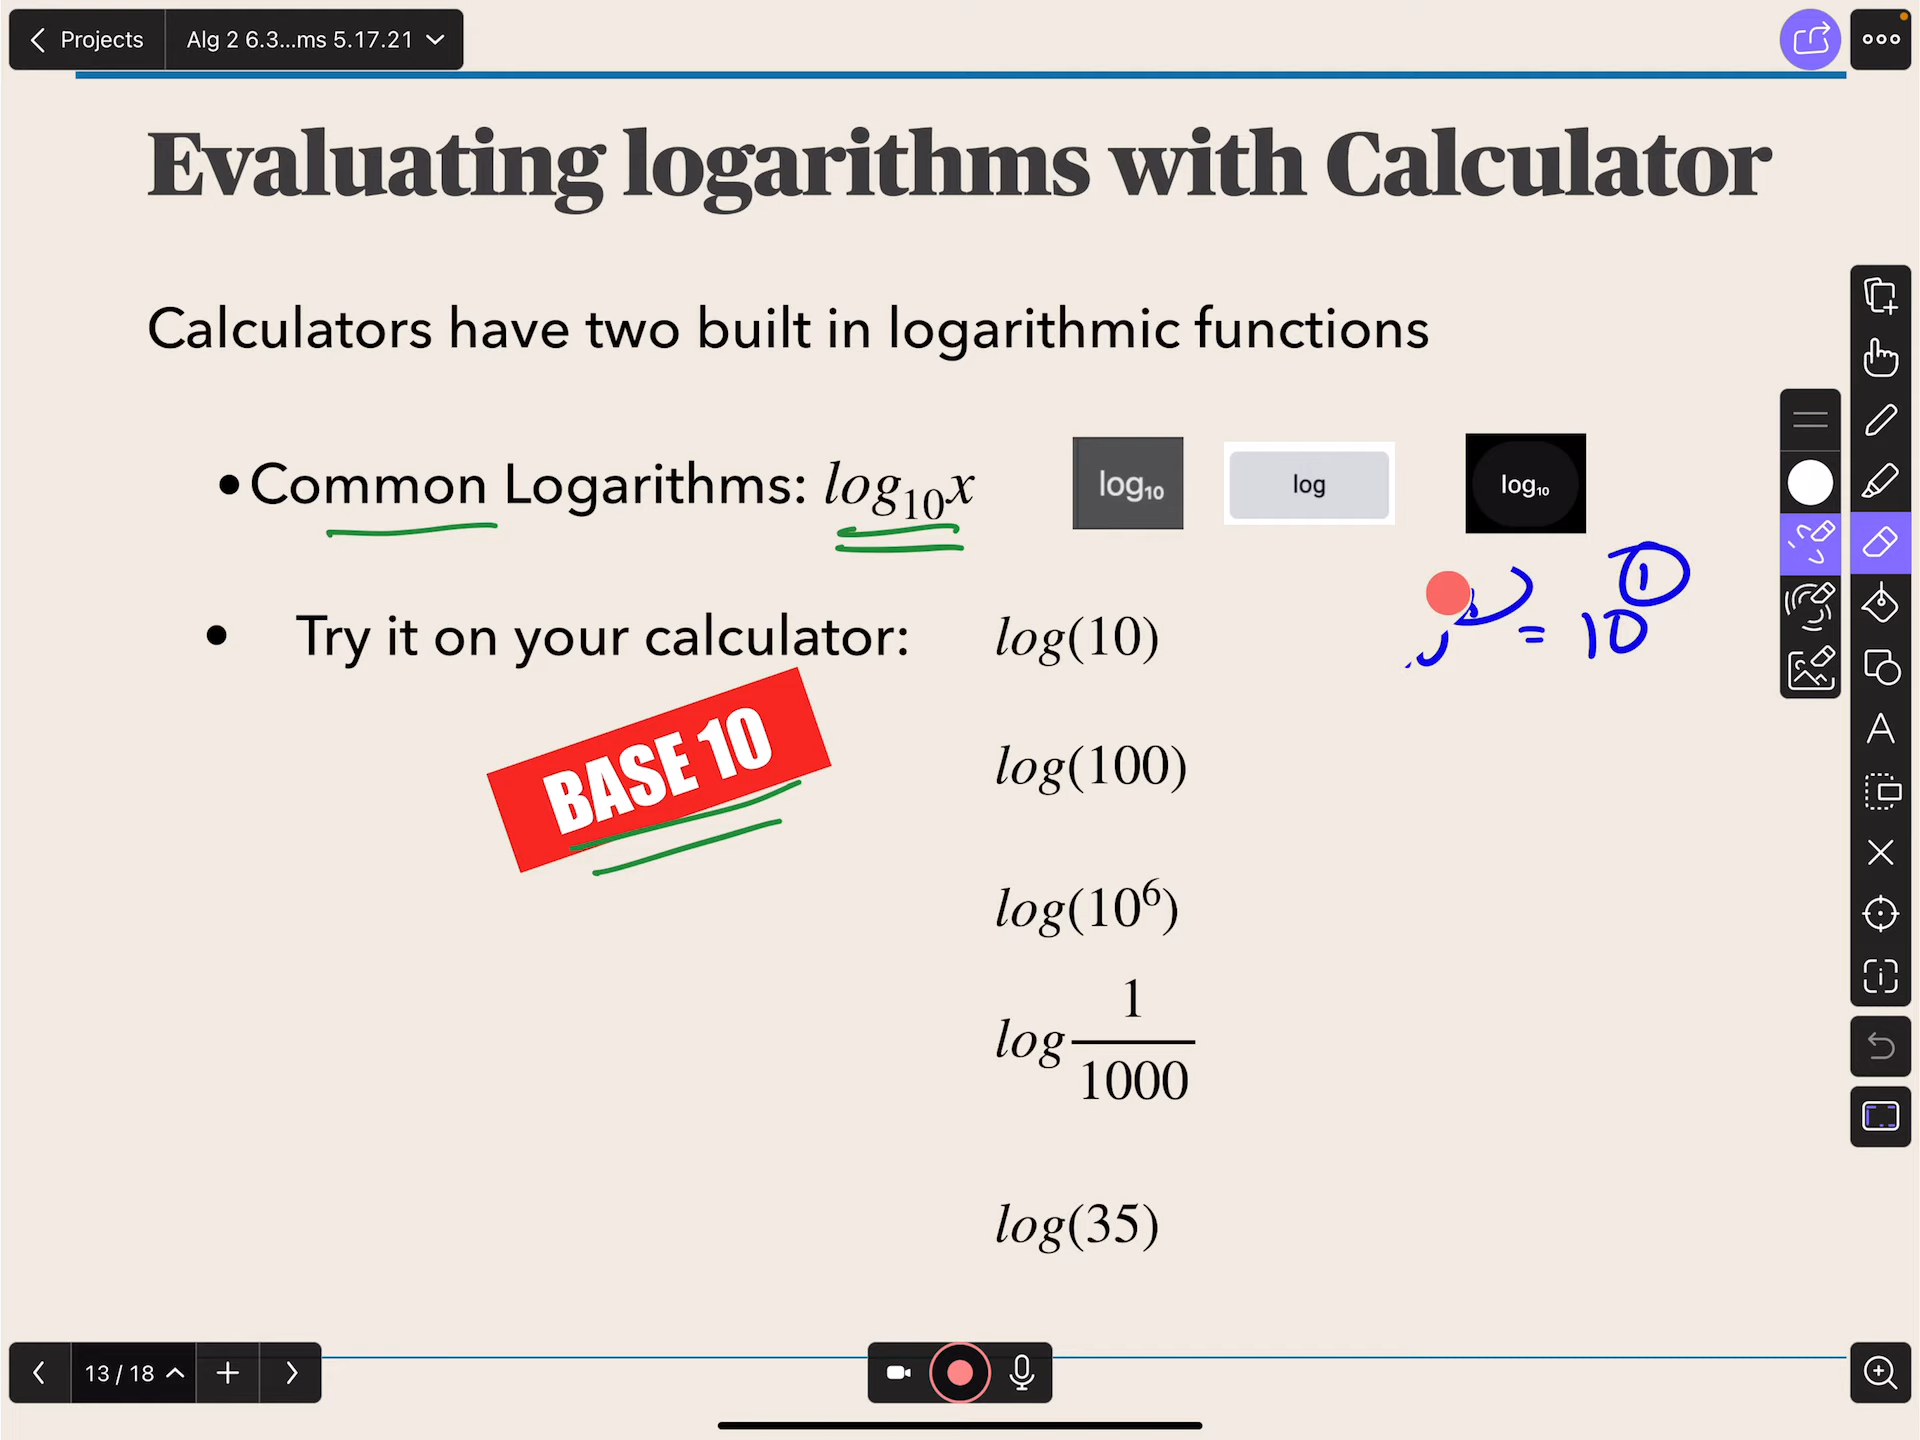 Projects
Alg 2 6.3...ms 5.17.21
Evaluating logarithms with Calculator
Calculators have two built in logarithmic functions
•Common Logarithms: log₁₀x
log₁₀
log
log₁₀
• Try it on your calculator: log(10)
= 10¹
BASE 10
log(100)
log(10⁶)
log 1/1000
log(35)
A
13 / 18